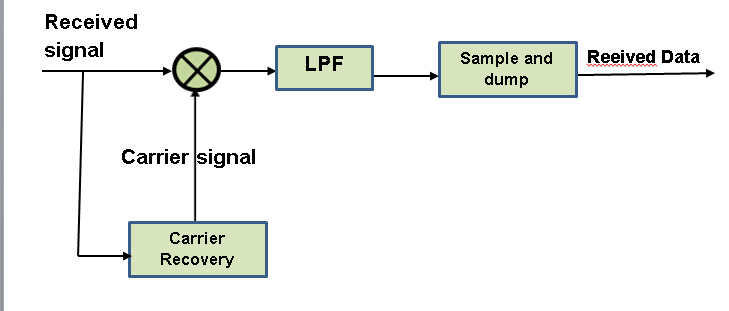 Received
signal
LPF
Sample and
dump
Reeived Data
Carrier signal
Carrier
Recovery